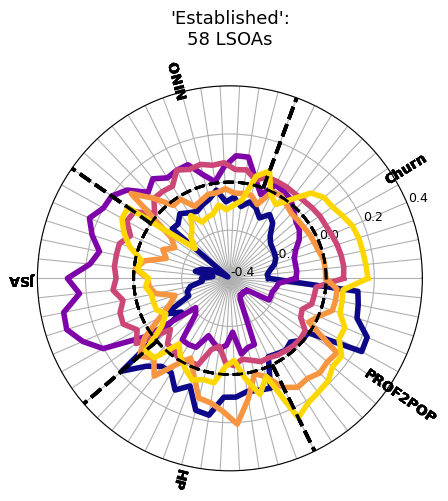 'Established':
58 LSOAs
NINO
Churn
0.4
0.2
0.0
-0.4
JSA
PROF2POP
HP